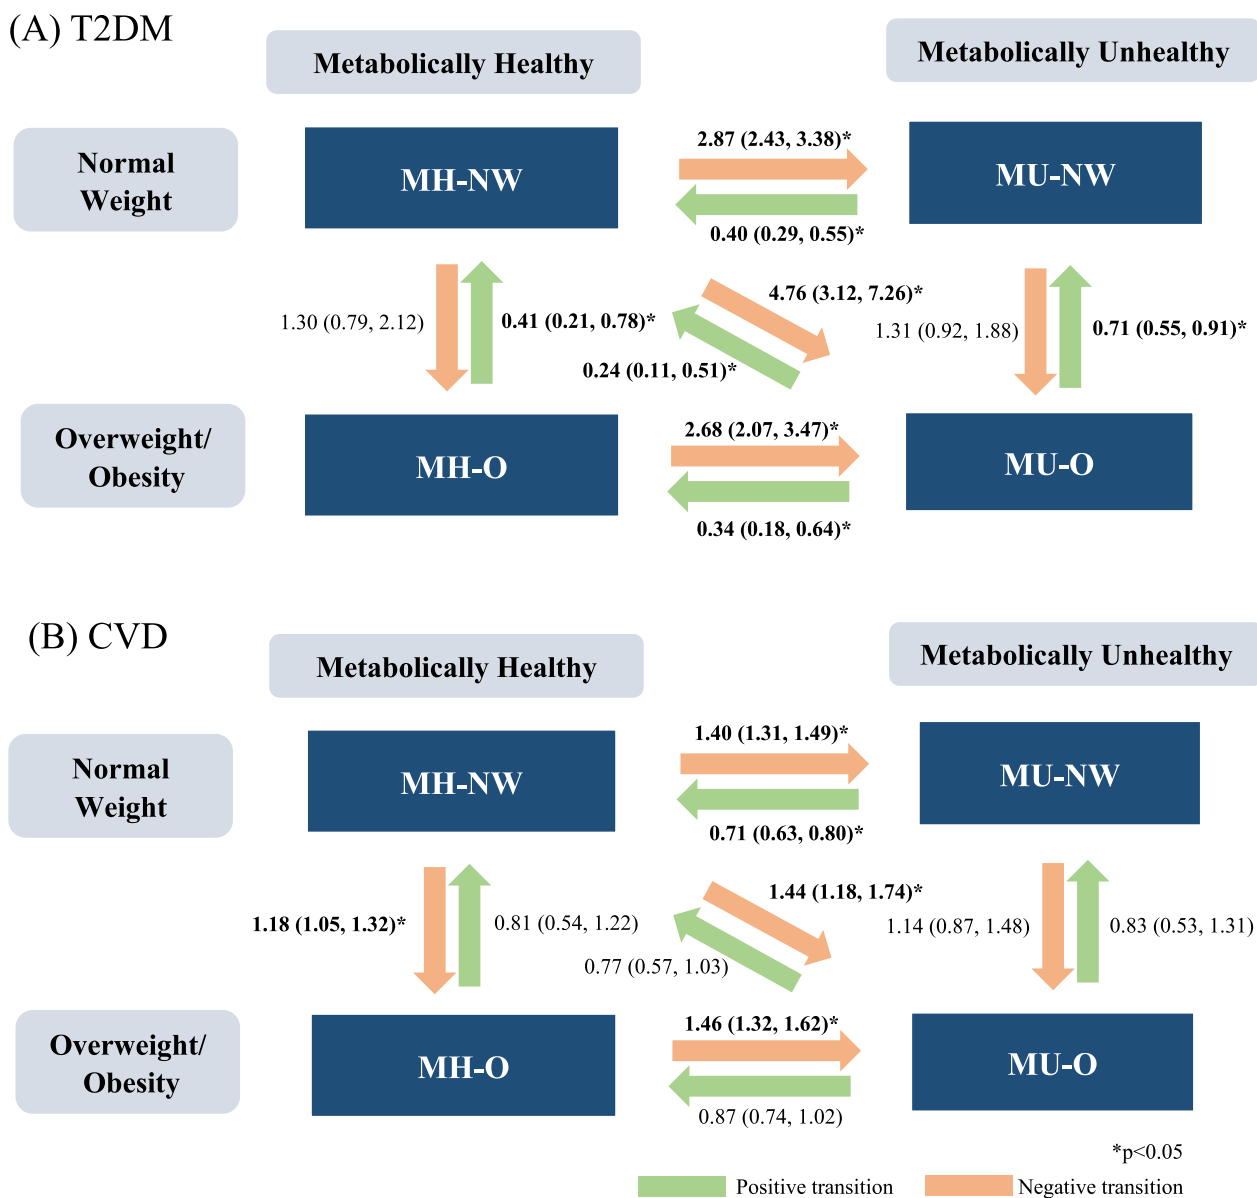 (A) T2DM
Metabolically Healthy
Metabolically Unhealthy
Normal
Weight
MH-NW
2.87 (2.43, 3.38)*
0.40 (0.29, 0.55)*
MU-NW
1.30 (0.79, 2.12)
0.41 (0.21, 0.78)*
4.76 (3.12, 7.26)*
0.24 (0.11, 0.51)*
1.31 (0.92, 1.88)
0.71 (0.55, 0.91)*
Overweight/
Obesity
MH-O
2.68 (2.07, 3.47)*
0.34 (0.18, 0.64)*
MU-O
(B) CVD
Metabolically Healthy
Metabolically Unhealthy
Normal
Weight
MH-NW
1.40 (1.31, 1.49)*
0.71 (0.63, 0.80)*
MU-NW
1.18 (1.05, 1.32)*
0.81 (0.54, 1.22)
1.44 (1.18, 1.74)*
0.77 (0.57, 1.03)
1.14 (0.87, 1.48)
0.83 (0.53, 1.31)
Overweight/
Obesity
MH-O
1.46 (1.32, 1.62)*
0.87 (0.74, 1.02)
MU-O
*p<0.05
Positive transition
Negative transition